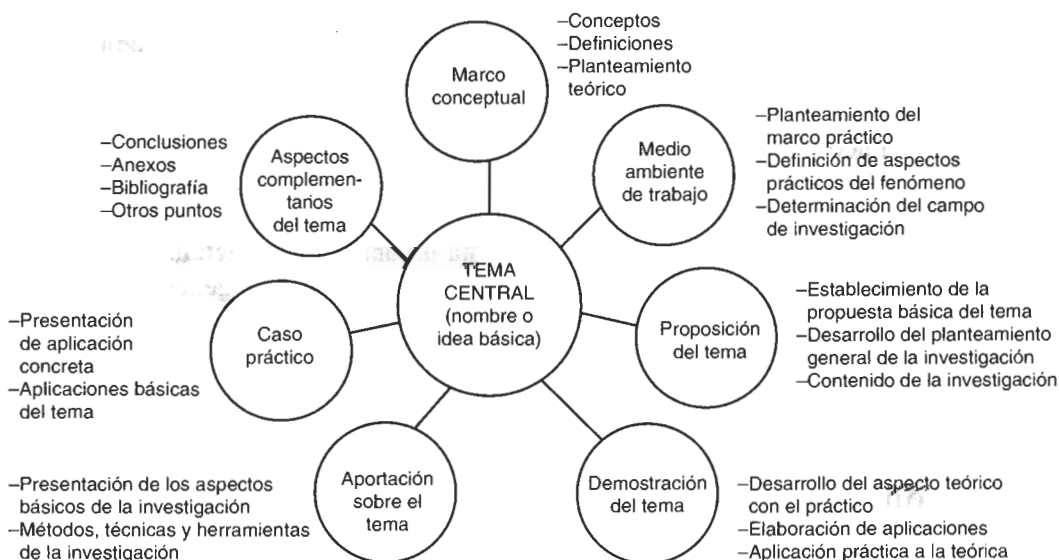 Marco
conceptual
–Conceptos
–Definiciones
–Planteamiento
teórico
Medio
ambiente
de trabajo
–Planteamiento del
marco práctico
–Definición de aspectos
prácticos del fenómeno
–Determinación del campo
de investigación
Proposición
del tema
–Establecimiento de la
propuesta básica del tema
–Desarrollo del planteamiento
general de la investigación
–Contenido de la investigación
Demostración
del tema
–Desarrollo del aspecto teórico
con el práctico
–Elaboración de aplicaciones
–Aplicación práctica a la teórica
Aportación
sobre el
tema
–Presentación de los aspectos
básicos de la investigación
–Métodos, técnicas y herramientas
de la investigación
Caso
práctico
–Presentación
de aplicación
concreta
–Aplicaciones básicas
del tema
Aspectos
complemen-
tarios
del tema
–Conclusiones
–Anexos
–Bibliografía
–Otros puntos
TEMA
CENTRAL
(nombre o
idea básica)